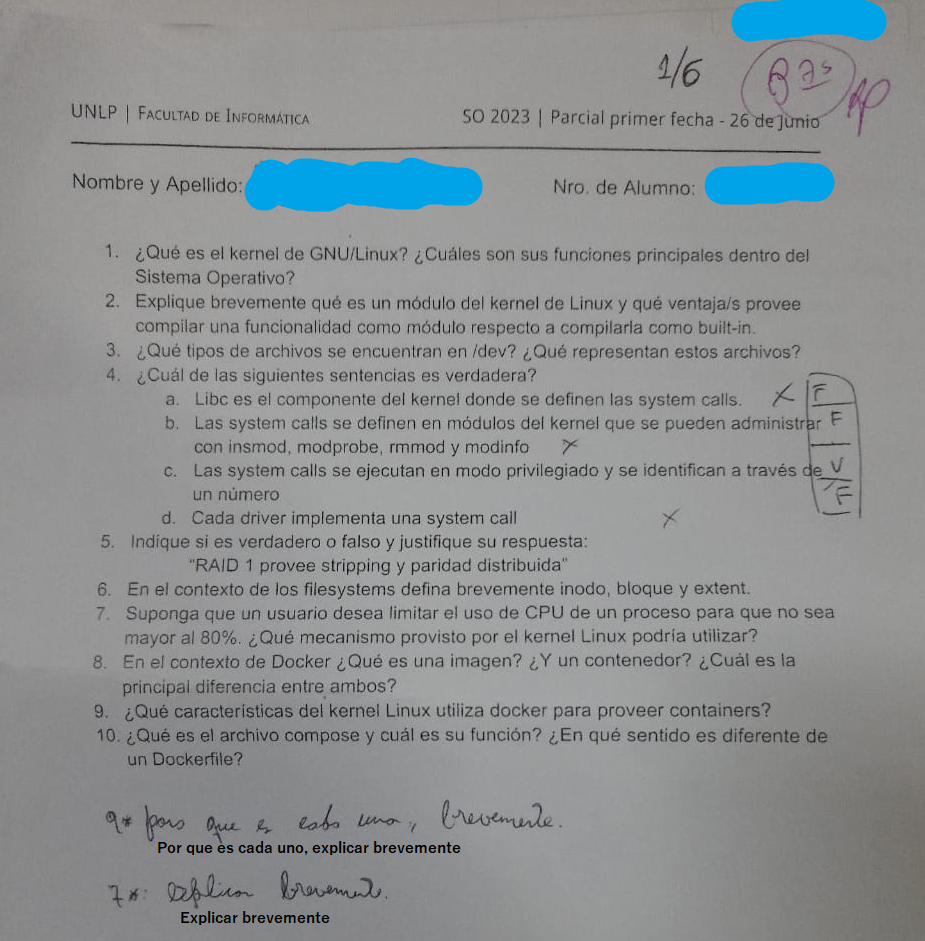 1/6
B 75
UNLP | FACULTAD DE INFORMÁTICA
SO 2023 | Parcial primer fecha - 26 de junio
Nombre y Apellido:
Nro. de Alumno:
1. ¿Qué es el kernel de GNU/Linux? ¿Cuáles son sus funciones principales dentro del
Sistema Operativo?
2. Explique brevemente qué es un módulo del kernel de Linux y qué ventaja/s provee
compilar una funcionalidad como módulo respecto a compilarla como built-in.
3. ¿Qué tipos de archivos se encuentran en /dev? ¿Qué representan estos archivos?
4. ¿Cuál de las siguientes sentencias es verdadera?
a. Libc es el componente del kernel donde se definen las system calls. X F
b. Las system calls se definen en módulos del kernel que se pueden administrar F
con insmod, modprobe, rmmod y modinfo X
c. Las system calls se ejecutan en modo privilegiado y se identifican a través de V
un número F
d. Cada driver implementa una system call X
5. Indique si es verdadero o falso y justifique su respuesta:
"RAID 1 provee stripping y paridad distribuida"
6. En el contexto de los filesystems defina brevemente inodo, bloque y extent.
7. Suponga que un usuario desea limitar el uso de CPU de un proceso para que no sea
mayor al 80%. ¿Qué mecanismo provisto por el kernel Linux podría utilizar?
8. En el contexto de Docker ¿Qué es una imagen? ¿Y un contenedor? ¿Cuál es la
principal diferencia entre ambos?
9. ¿Qué características del kernel Linux utiliza docker para proveer containers?
10. ¿Qué es el archivo compose y cuál es su función? ¿En qué sentido es diferente de
un Dockerfile?
9* para que es cada uno, brevemente.
Por que es cada uno, explicar brevemente
7*: explicar brevemente.
Explicar brevemente